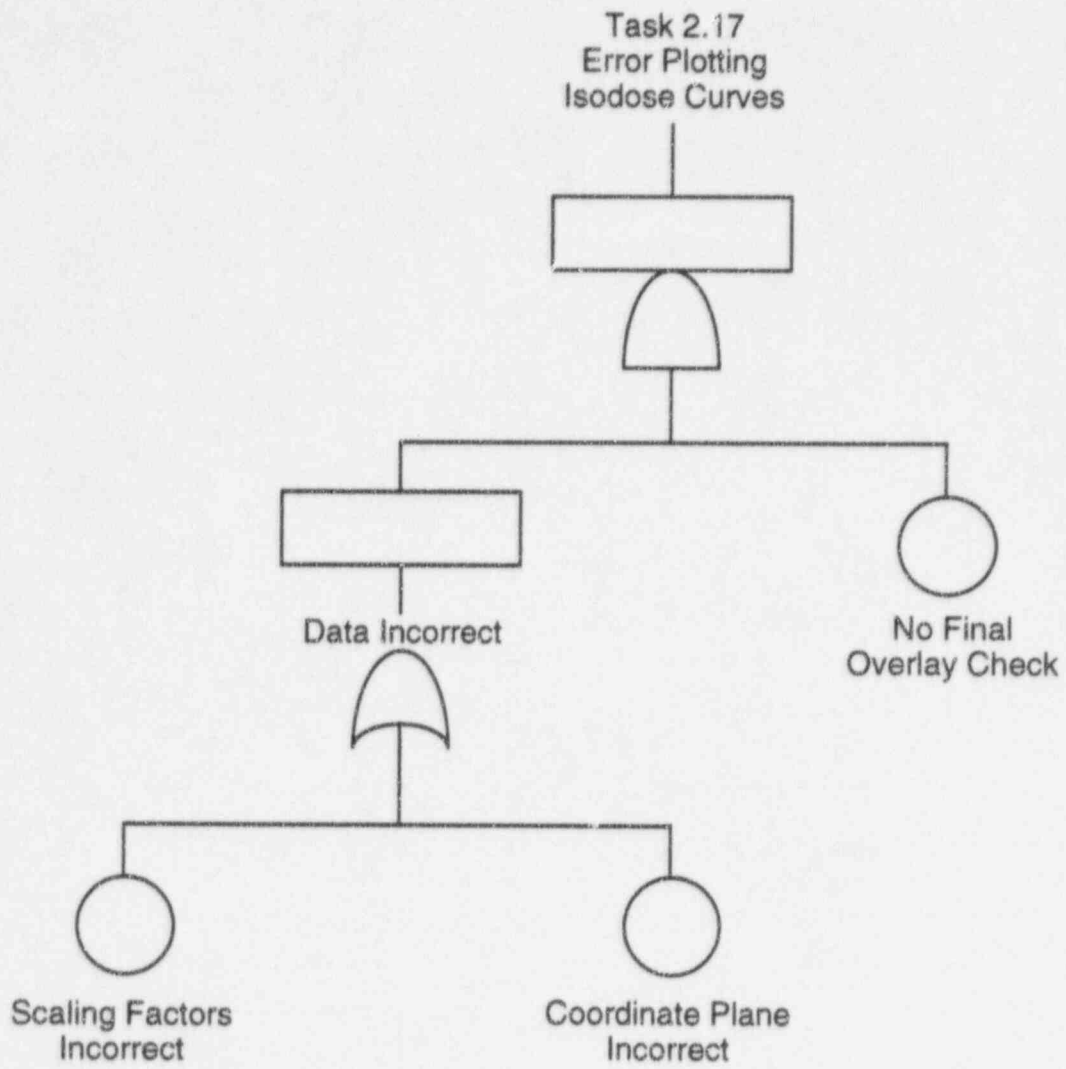 Task 2.17
Error Plotting
Isodose Curves
Data Incorrect
No Final
Overlay Check
Scaling Factors
Incorrect
Coordinate Plane
Incorrect